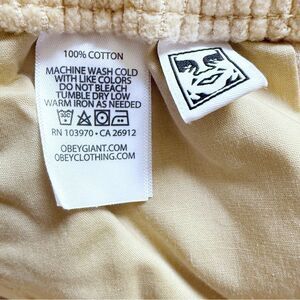 100% COTTON
MACHINE WASH COLD
WITH LIKE COLORS
DO NOT BLEACH
TUMBLE DRY LOW
WARM IRON AS NEEDED
RN 103970 • CA 26912
OBEYGIANT.COM
OBEYCLOTHING.COM